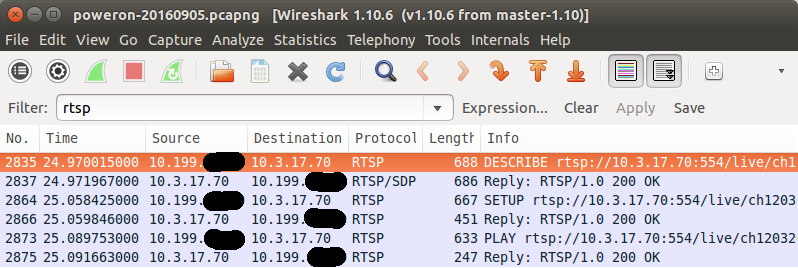 poweron-20160905.pcapng [Wireshark 1.10.6 (v1.10.6 from master-1.10)]
File Edit View Go Capture Analyze Statistics Telephony Tools Internals Help
Filter: rtsp Expression... Clear Apply Save
No. Time Source Destination Protocol Length Info
2835 24.970015000 10.199. 10.3.17.70 RTSP 688 DESCRIBE rtsp://10.3.17.70:554/live/ch1
2837 24.971967000 10.3.17.70 10.199. RTSP/SDP 686 Reply: RTSP/1.0 200 OK
2864 25.058425000 10.199. 10.3.17.70 RTSP 667 SETUP rtsp://10.3.17.70:554/live/ch1203
2866 25.059846000 10.3.17.70 10.199. RTSP 451 Reply: RTSP/1.0 200 OK
2873 25.089753000 10.199. 10.3.17.70 RTSP 633 PLAY rtsp://10.3.17.70:554/live/ch12032
2875 25.091663000 10.3.17.70 10.199. RTSP 247 Reply: RTSP/1.0 200 OK